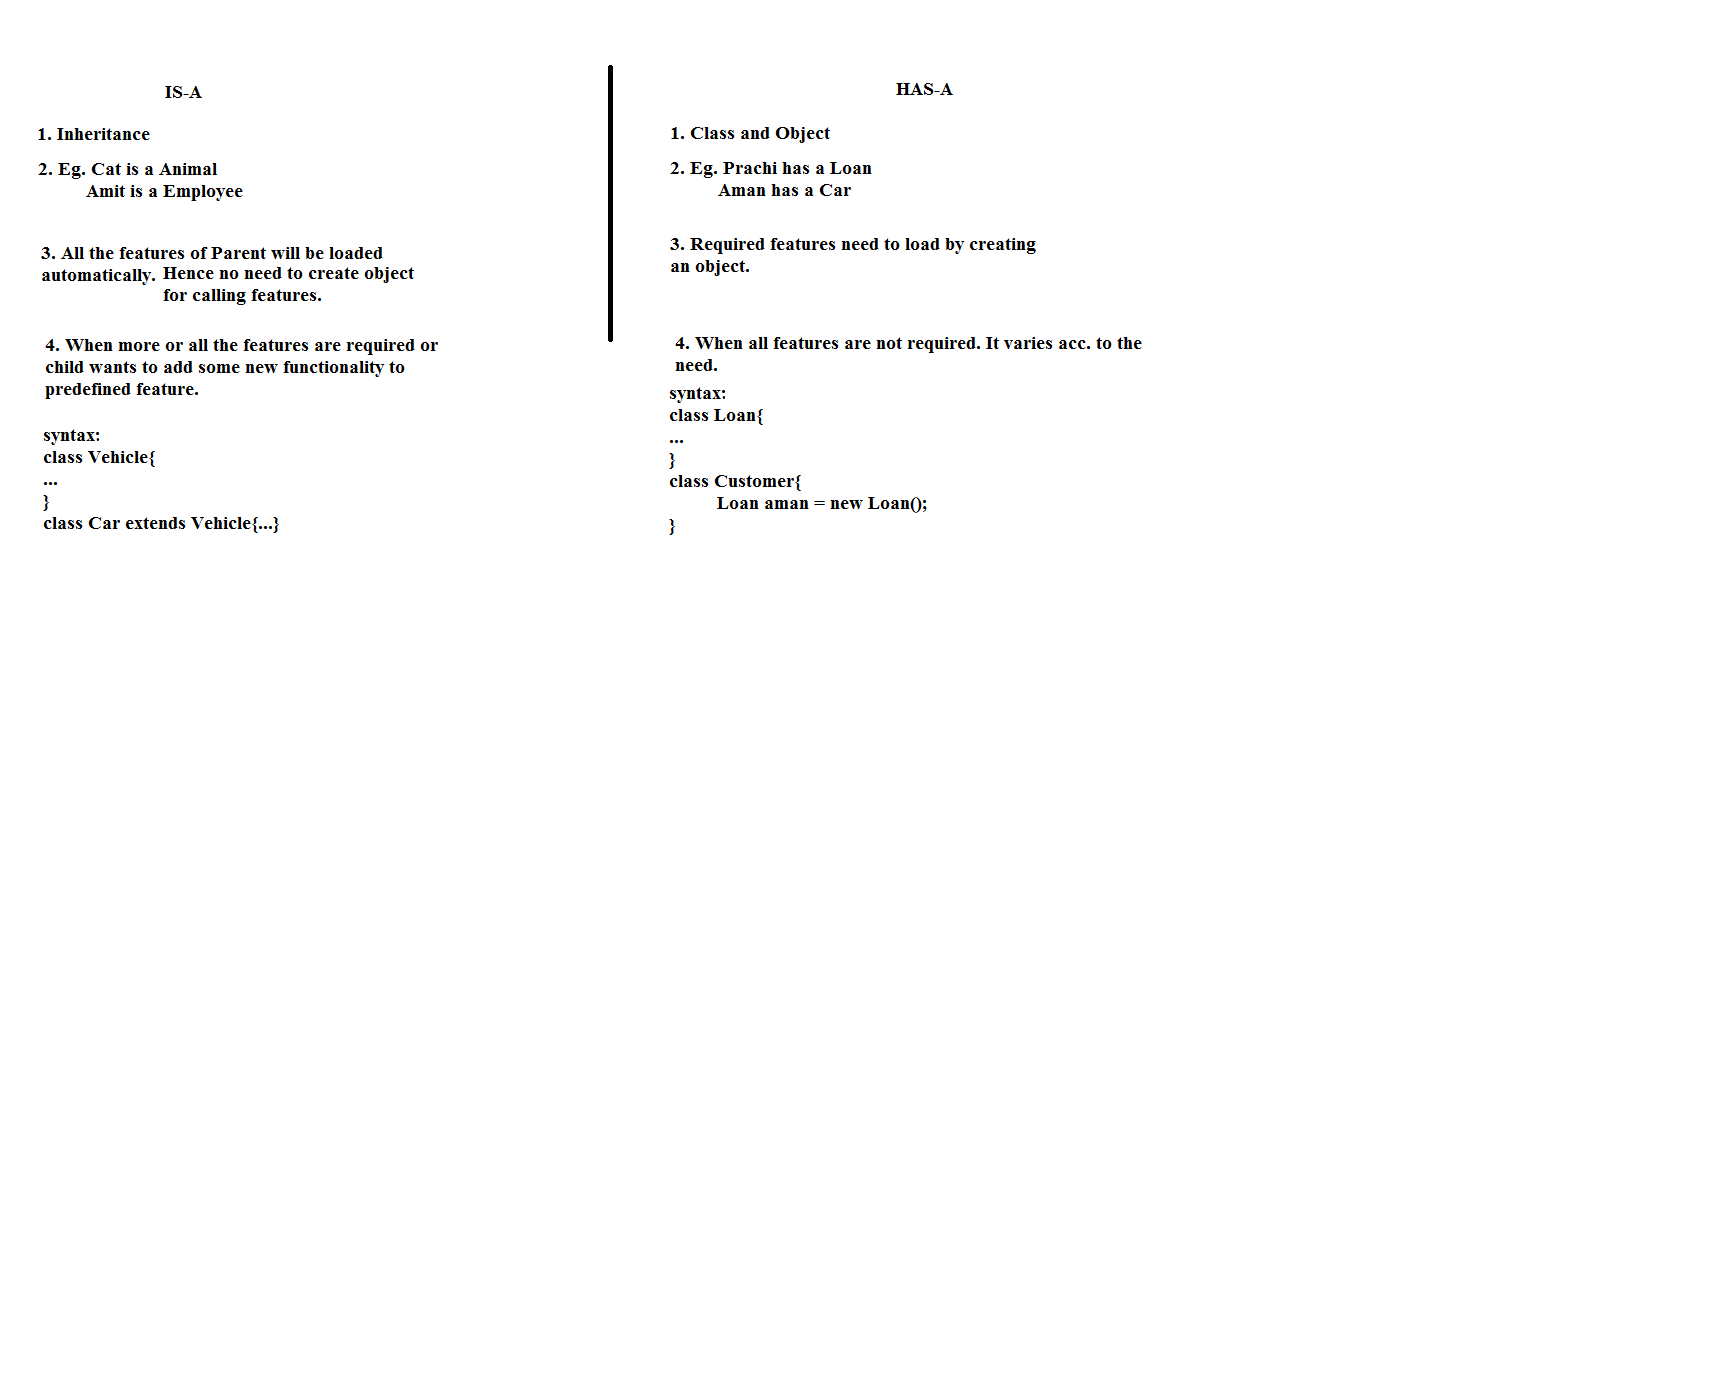 IS-A
1. Inheritance
2. Eg. Cat is a Animal
Amit is a Employee
3. All the features of Parent will be loaded
automatically. Hence no need to create object
for calling features.
4. When more or all the features are required or
child wants to add some new functionality to
predefined feature.
syntax:
class Vehicle{
...
}
class Car extends Vehicle{...}
HAS-A
1. Class and Object
2. Eg. Prachi has a Loan
Aman has a Car
3. Required features need to load by creating
an object.
4. When all features are not required. It varies acc. to the
need.
syntax:
class Loan{
...
}
class Customer{
Loan aman = new Loan();
}